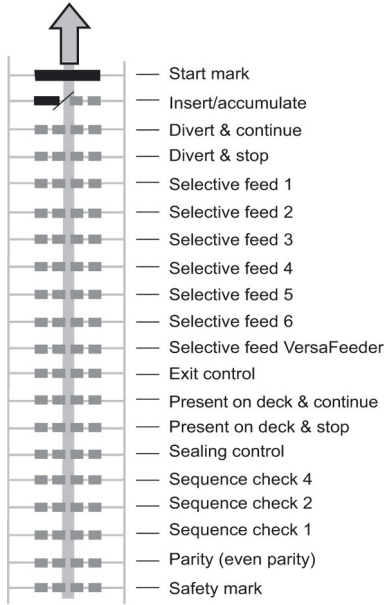 Start mark
Insert/accumulate
Divert & continue
Divert & stop
Selective feed 1
Selective feed 2
Selective feed 3
Selective feed 4
Selective feed 5
Selective feed 6
Selective feed VersaFeeder
Exit control
Present on deck & continue
Present on deck & stop
Sealing control
Sequence check 4
Sequence check 2
Sequence check 1
Parity (even parity)
Safety mark